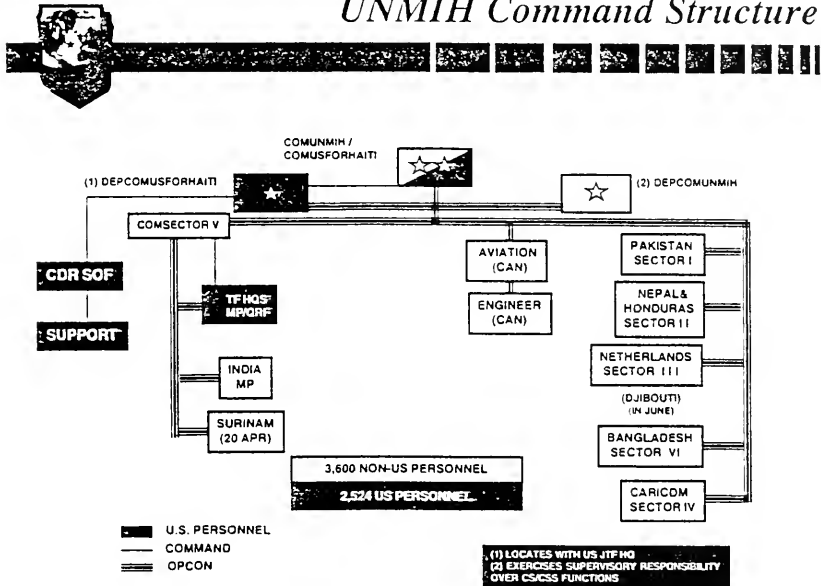 UNMIH Command Structure
COMUNMIH /
COMUSFORHAITI
(1) DEPCOMUSFORHAITI
(2) DEPCOMUNMIH
COMSECTOR V
CDR SOF
SUPPORT
TF HQS
MP/QRF
INDIA
MP
SURINAM
(20 APR)
AVIATION
(CAN)
ENGINEER
(CAN)
PAKISTAN
SECTOR I
NEPAL &
HONDURAS
SECTOR II
NETHERLANDS
SECTOR III
(DJIBOUTI)
(IN JUNE)
BANGLADESH
SECTOR VI
CARICOM
SECTOR IV
3,600 NON-US PERSONNEL
2,524 US PERSONNEL
U.S. PERSONNEL
COMMAND
OPCON
(1) LOCATES WITH US JTF HQ
(2) EXERCISES SUPERVISORY RESPONSIBILITY
OVER CS/CSS FUNCTIONS